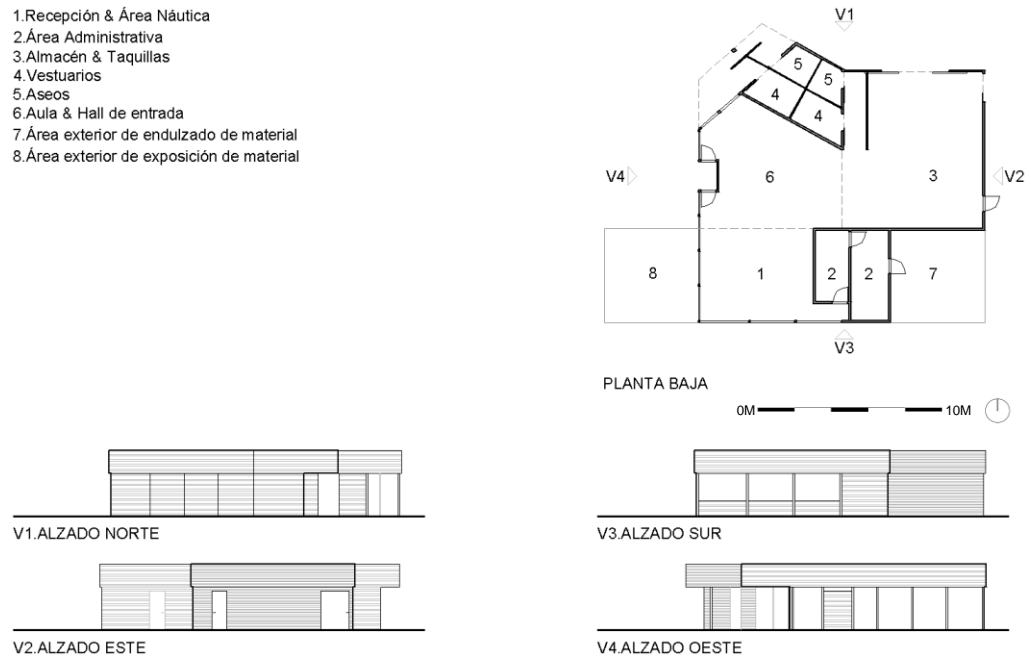 1.Recepción & Área Náutica
2.Área Administrativa
3.Almacén & Taquillas
4.Vestuarios
5.Aseos
6.Aula & Hall de entrada
7.Área exterior de endulzado de material
8.Área exterior de exposición de material
V1
5
5
4
4
V4
6
3
V2
8
1
2
2
7
V3
PLANTA BAJA
0M 10M
V1.ALZADO NORTE
V3.ALZADO SUR
V2.ALZADO ESTE
V4.ALZADO OESTE